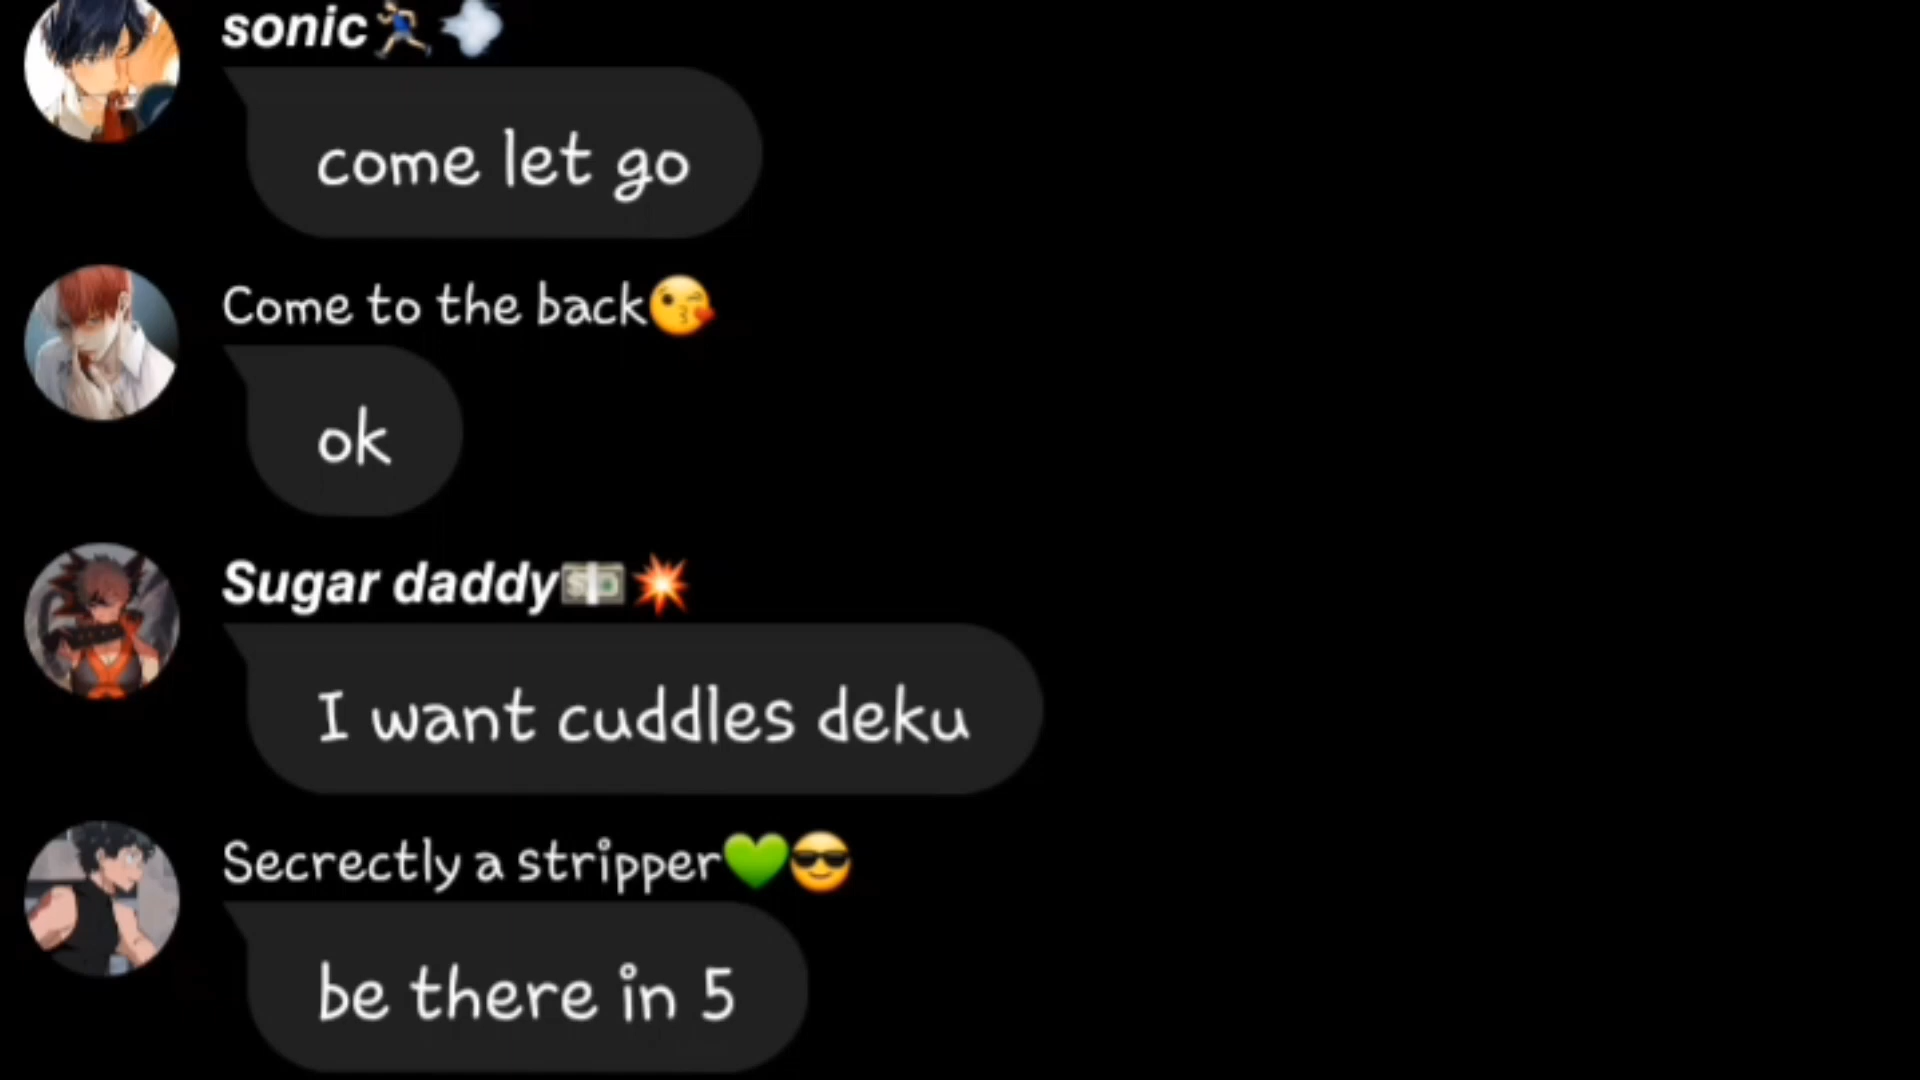 sonic🏃🏻💨
come let go
Come to the back😘
ok
Sugar daddy💵💥
I want cuddles deku
Secrectly a stripper💚😎
be there in 5